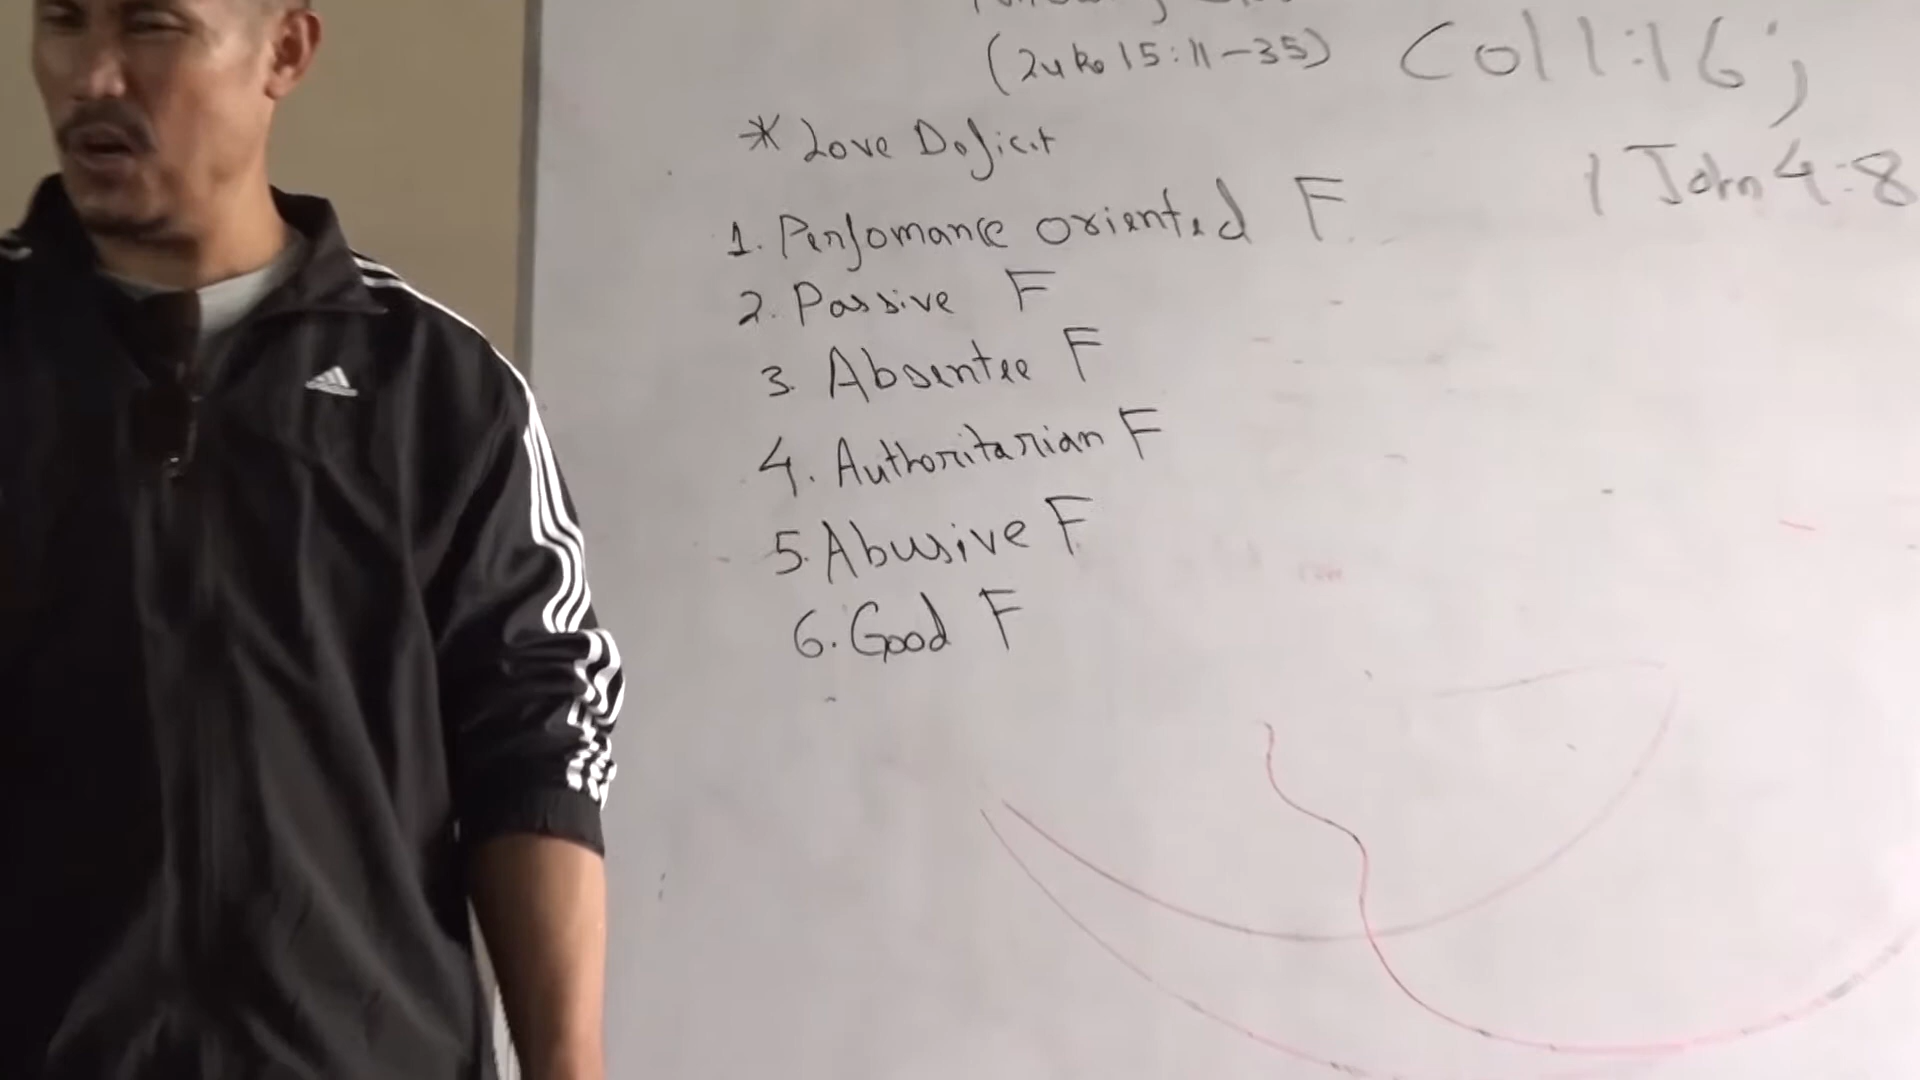 (Luke 15:11-35) Col 1:16;
* Love Deficit
1 John 4:8
1. Perfomance oriented F
2. Passive F
3. Absentee F
4. Authoritarian F
5. Abusive F
6. Good F